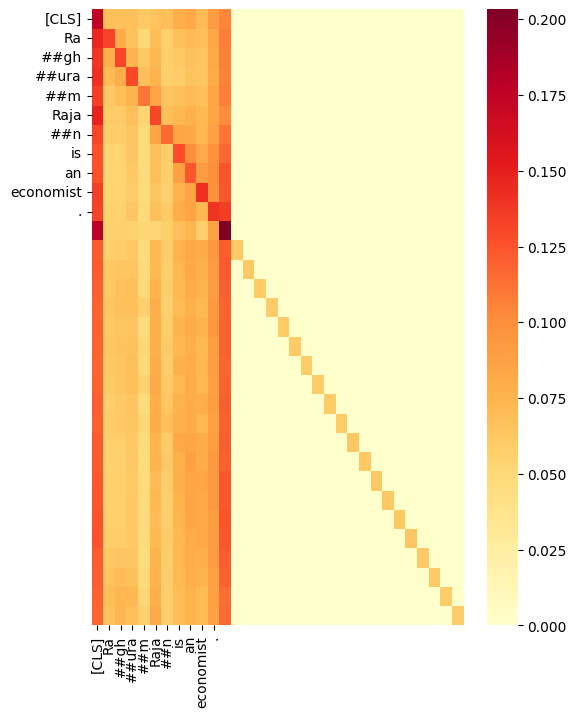 [CLS]
Ra
##gh
##ura
##m
Raja
##n
is
an
economist
.
[CLS]
Ra
##gh
##ura
##m
Raja
##n
is
an
economist
.
0.200
0.175
0.150
0.125
0.100
0.075
0.050
0.025
0.000